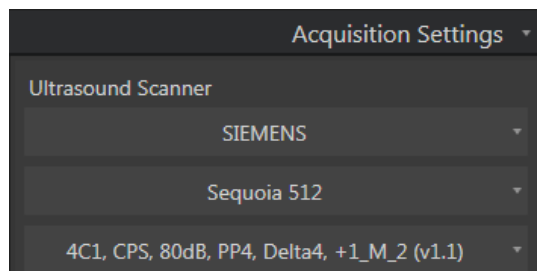 Acquisition Settings
Ultrasound Scanner
SIEMENS
Sequoia 512
4C1, CPS, 80dB, PP4, Delta4, +1_M_2 (v1.1)